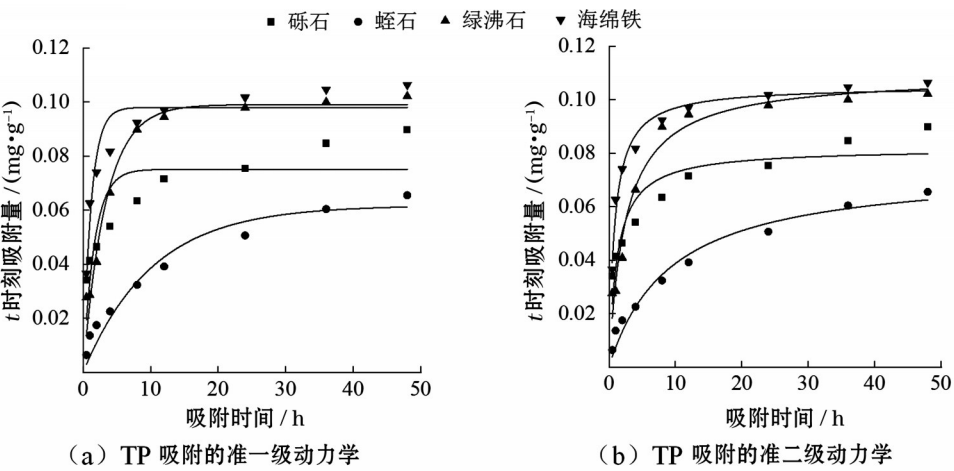 砾石 蛭石 绿沸石 海绵铁
0.12
0.10
0.08
0.06
0.04
0.02
t时刻吸附量 / (mg·g⁻¹)
0 10 20 30 40 50
吸附时间 / h
（a）TP 吸附的准一级动力学
0.12
0.10
0.08
0.06
0.04
0.02
t时刻吸附量 / (mg·g⁻¹)
0 10 20 30 40 50
吸附时间 / h
（b）TP 吸附的准二级动力学